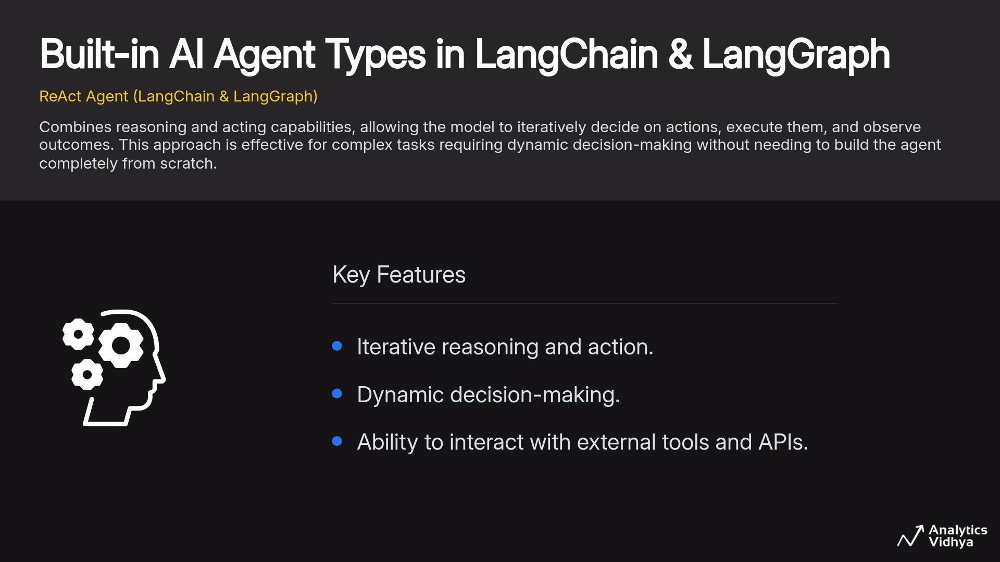 Built-in AI Agent Types in LangChain & LangGraph
ReAct Agent (LangChain & LangGraph)
Combines reasoning and acting capabilities, allowing the model to iteratively decide on actions, execute them, and observe
outcomes. This approach is effective for complex tasks requiring dynamic decision-making without needing to build the agent
completely from scratch.
Key Features
Iterative reasoning and action.
Dynamic decision-making.
Ability to interact with external tools and APIs.
Analytics
Vidhya